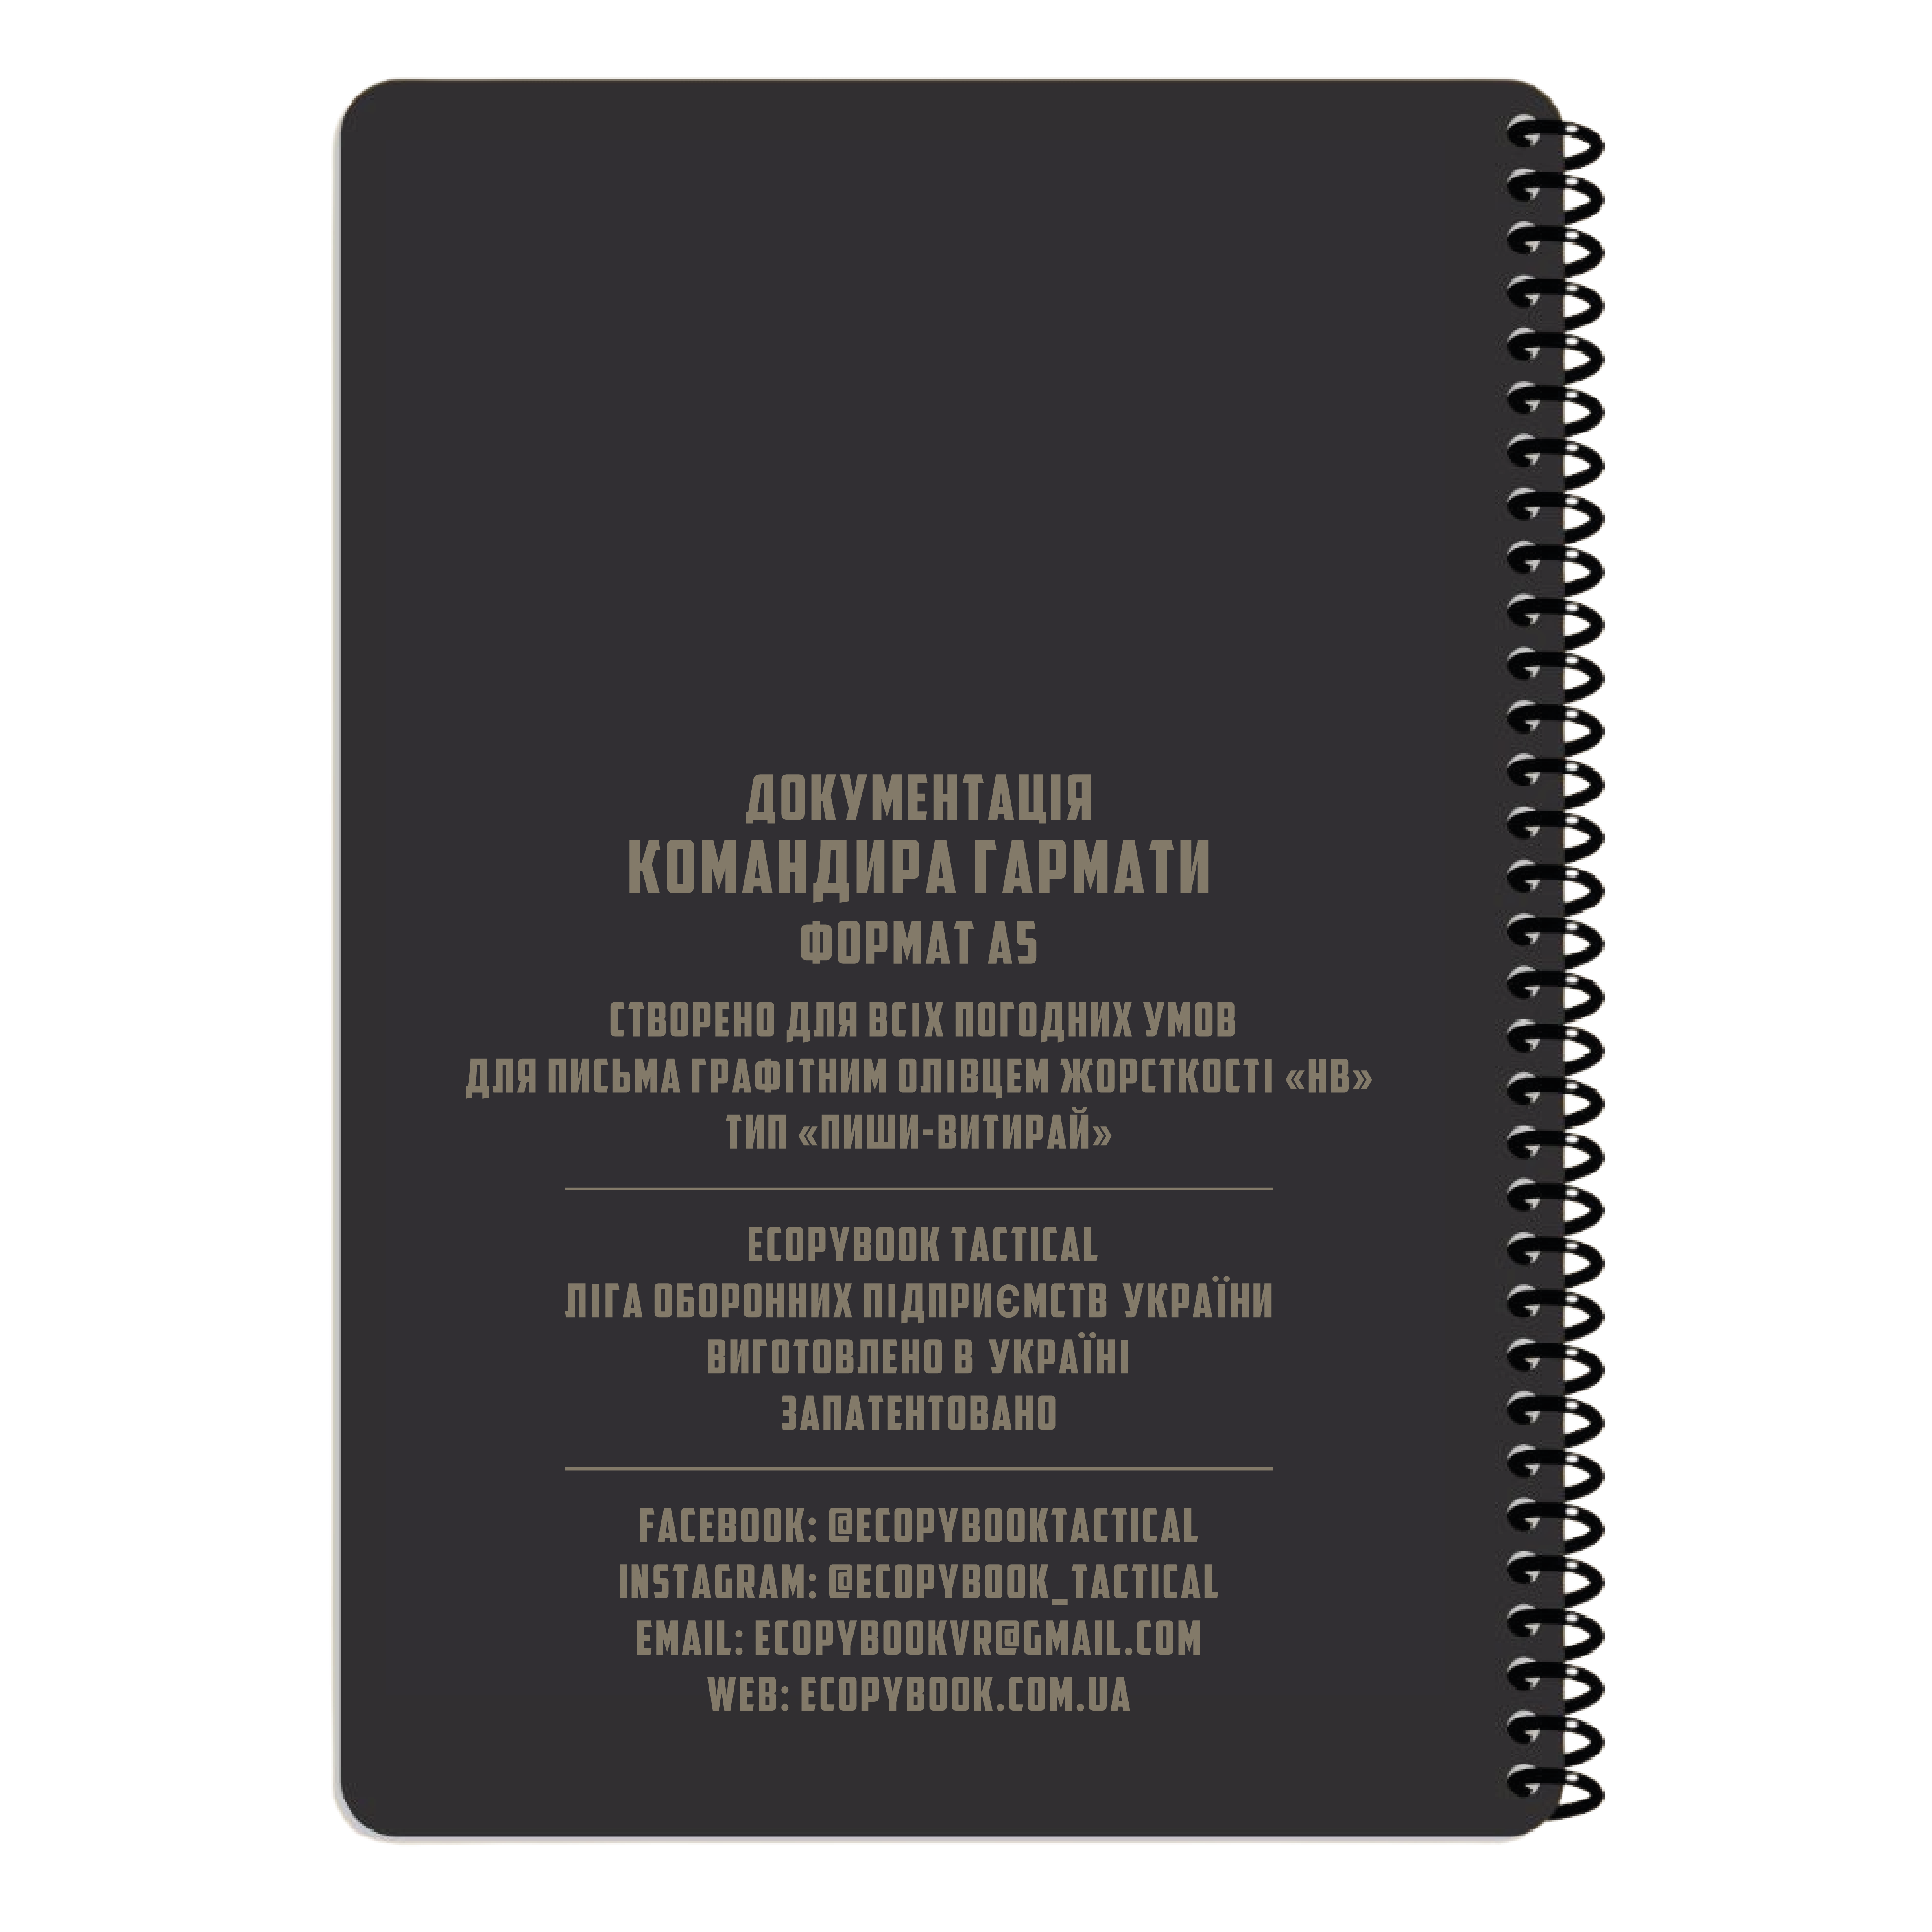 ДОКУМЕНТАЦІЯ
КОМАНДИРА ГАРМАТИ
ФОРМАТ А5
СТВОРЕНО ДЛЯ ВСІХ ПОГОДНИХ УМОВ
ДЛЯ ПИСЬМА ГРАФІТНИМ ОЛІВЦЕМ ЖОРСТКОСТІ «НВ»
ТИП «ПИШИ-ВИТИРАЙ»
ECOPYBOOK TACTICAL
ЛІГА ОБОРОННИХ ПІДПРИЄМСТВ УКРАЇНИ
ВИГОТОВЛЕНО В УКРАЇНІ
ЗАПАТЕНТОВАНО
FACEBOOK: @ECOPYBOOKTACTICAL
INSTAGRAM: @ECOPYBOOK_TACTICAL
EMAIL: ECOPYBOOKVR@GMAIL.COM
WEB: ECOPYBOOK.COM.UA